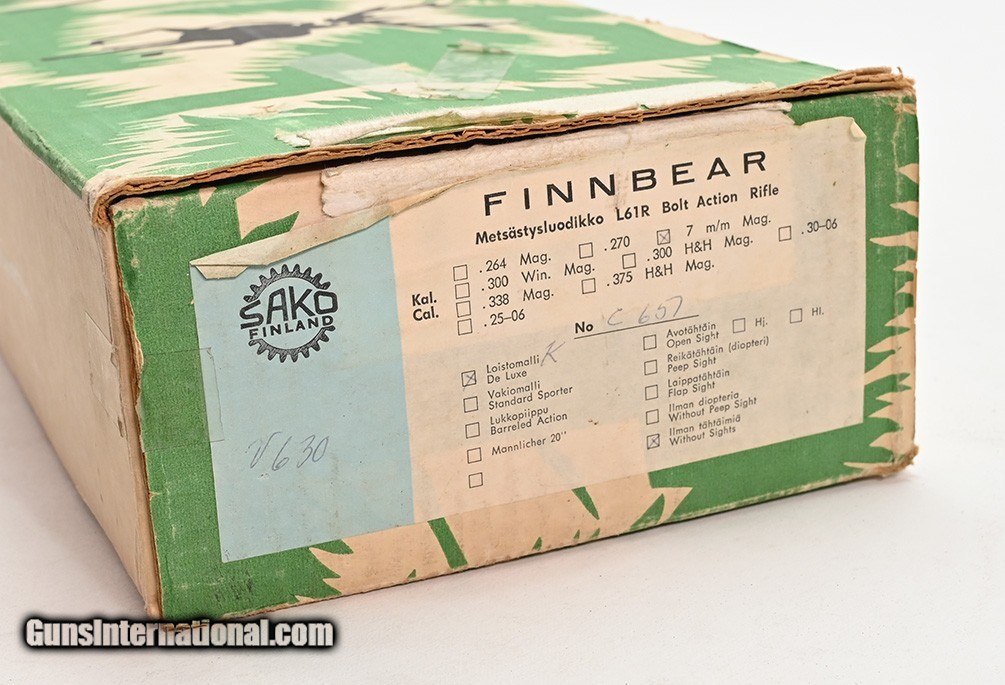 FINNBEAR
Metsästysluodikko L61R Bolt Action Rifle
Kal.
Cal.
.264 Mag.
.270
7 m/m Mag.
.30-06
.300 Win. Mag.
.300 H&H Mag.
.338 Mag.
.375 H&H Mag.
.25-06
No C 657
SAKO
FINLAND
V630
Loistomalli K
De Luxe
Vakiomalli
Standard Sporter
Lukkopiippu
Barreled Action
Mannlicher 20"
Avotähtäin
Open Sight
Hj.
Hl.
Reikätähtäin (diopteri)
Peep Sight
Laippatähtäin
Flap Sight
Ilman diopteria
Without Peep Sight
Ilman tähtäimiä
Without Sights
GunsInternational.com